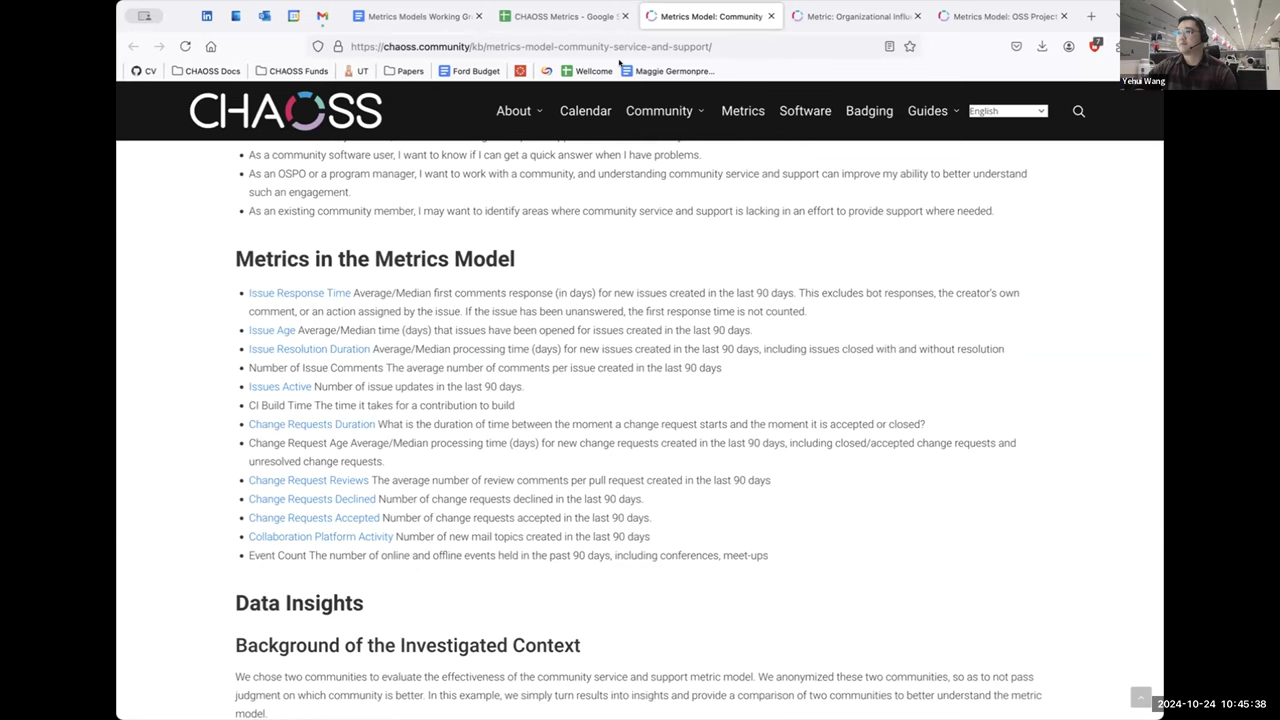 Metrics Models Working Gr
CHAOSS Metrics - Google S
Metrics Model: Community
Metric: Organizational Influ
Metrics Model: OSS Project
https://chaoss.community/kb/metrics-model-community-service-and-support/
7
CV
CHAOSS Docs
CHAOSS Funds
UT
Papers
Ford Budget
Wellcome
Maggie Germonpre...
Yehui Wang
CHAOSS
About
Calendar
Community
Metrics
Software
Badging
Guides
English
As a community software user, I want to know if I can get a quick answer when I have problems.
As an OSPO or a program manager, I want to work with a community, and understanding community service and support can improve my ability to better understand
such an engagement.
As an existing community member, I may want to identify areas where community service and support is lacking in an effort to provide support where needed.
Metrics in the Metrics Model
Issue Response Time Average/Median first comments response (in days) for new issues created in the last 90 days. This excludes bot responses, the creator's own
comment, or an action assigned by the issue. If the issue has been unanswered, the first response time is not counted.
Issue Age Average/Median time (days) that issues have been opened for issues created in the last 90 days.
Issue Resolution Duration Average/Median processing time (days) for new issues created in the last 90 days, including issues closed with and without resolution
Number of Issue Comments The average number of comments per issue created in the last 90 days
Issues Active Number of issue updates in the last 90 days.
CI Build Time The time it takes for a contribution to build
Change Requests Duration What is the duration of time between the moment a change request starts and the moment it is accepted or closed?
Change Request Age Average/Median processing time (days) for new change requests created in the last 90 days, including closed/accepted change requests and
unresolved change requests.
Change Request Reviews The average number of review comments per pull request created in the last 90 days
Change Requests Declined Number of change requests declined in the last 90 days.
Change Requests Accepted Number of change requests accepted in the last 90 days.
Collaboration Platform Activity Number of new mail topics created in the last 90 days
Event Count The number of online and offline events held in the past 90 days, including conferences, meet-ups
Data Insights
Background of the Investigated Context
We chose two communities to evaluate the effectiveness of the community service and support metric model. We anonymized these two communities, so as to not pass
judgment on which community is better. In this example, we simply turn results into insights and provide a comparison of two communities to better understand the metric
model.
2024-10-24 10:45:38